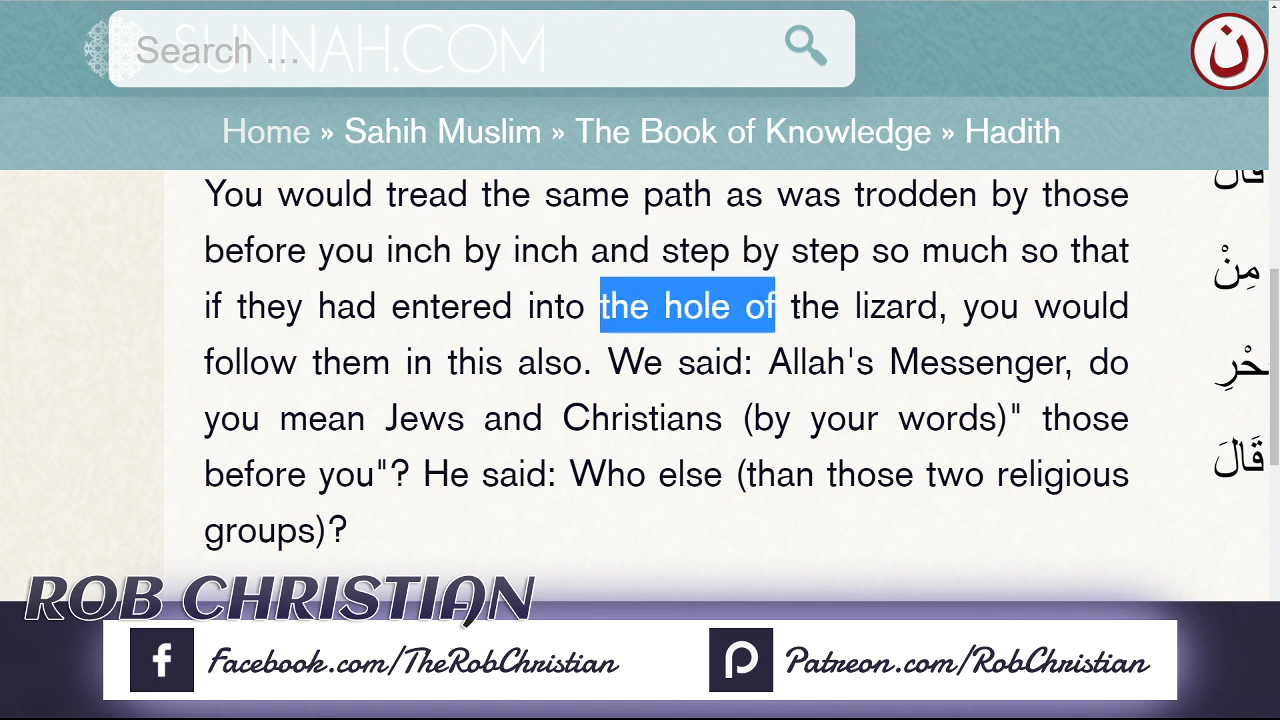 SUNNAH.COM
Search ...
ن
Home » Sahih Muslim » The Book of Knowledge » Hadith
You would tread the same path as was trodden by those
before you inch by inch and step by step so much so that
if they had entered into the hole of the lizard, you would
follow them in this also. We said: Allah's Messenger, do
you mean Jews and Christians (by your words)" those
before you"? He said: Who else (than those two religious
groups)?
قال
مِنْ
حْرِ
قَالَ
ROB CHRISTIAN
Facebook.com/TheRobChristian
Patreon.com/RobChristian